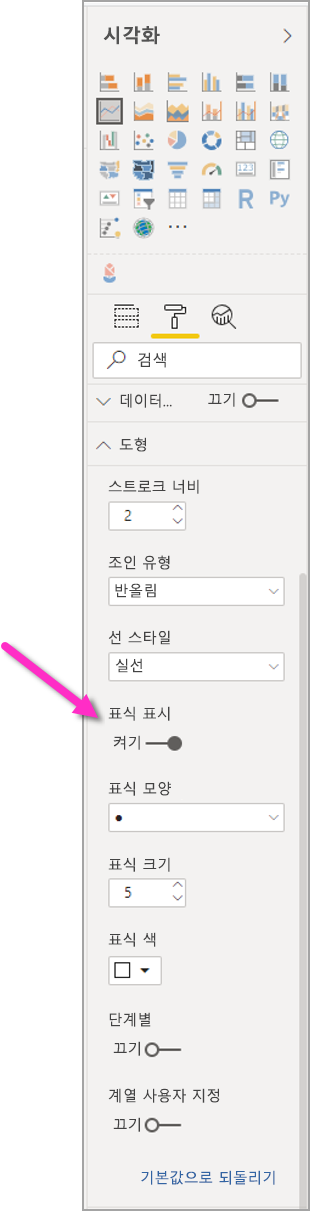 시각화
123
R Py
검색
데이터... 끄기
도형
스트로크 너비
2
조인 유형
반올림
선 스타일
실선
표식 표시
켜기
표식 모양
표식 크기
5
표식 색
단계별
끄기
계열 사용자 지정
끄기
기본값으로 되돌리기